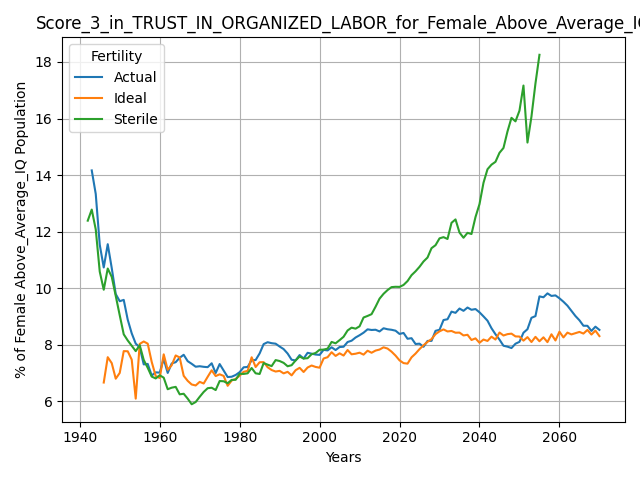 Score_3_in_TRUST_IN_ORGANIZED_LABOR_for_Female_Above_Average_IQ
Fertility
Actual
Ideal
Sterile
% of Female Above_Average_IQ Population
18
16
14
12
10
8
6
1940 1960 1980 2000 2020 2040 2060
Years